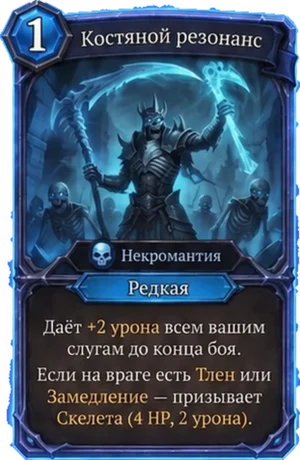 1
Костяной резонанс
Некромантия
Редкая
Даёт +2 урона всем вашим
слугам до конца боя.
Если на враге есть Тлен или
Замедление — призывает
Скелета (4 HP, 2 урона).